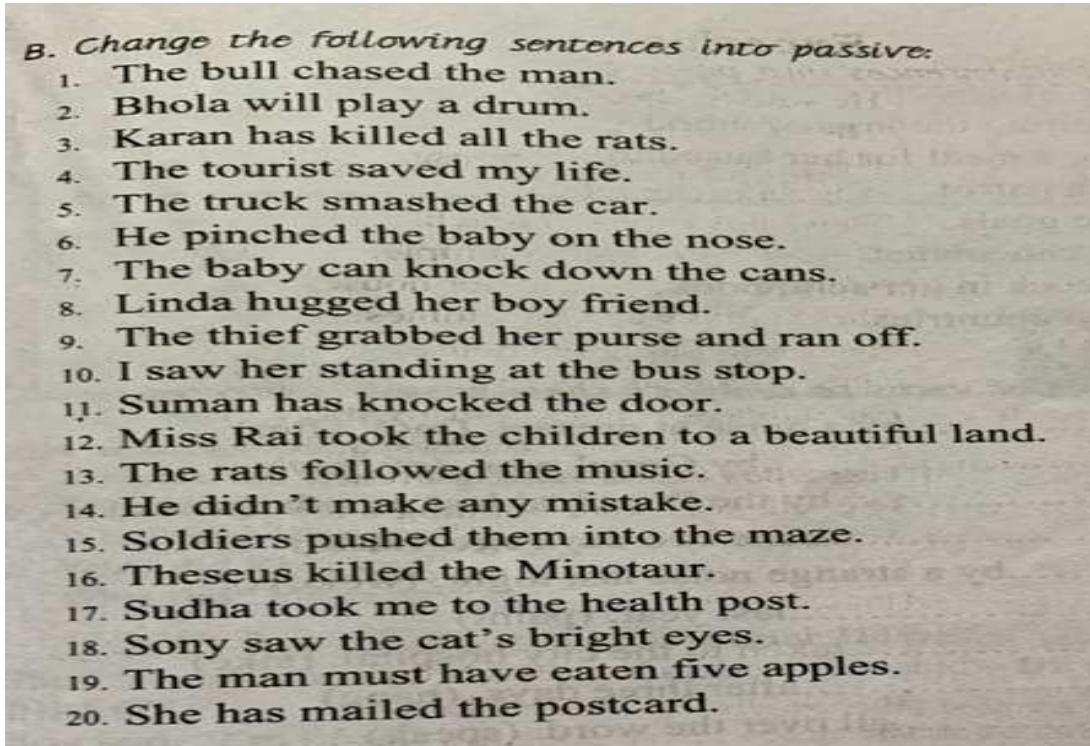 B. Change the following sentences into passive:
1. The bull chased the man.
2. Bhola will play a drum.
3. Karan has killed all the rats.
4. The tourist saved my life.
5. The truck smashed the car.
6. He pinched the baby on the nose.
7. The baby can knock down the cans.
8. Linda hugged her boy friend.
9. The thief grabbed her purse and ran off.
10. I saw her standing at the bus stop.
11. Suman has knocked the door.
12. Miss Rai took the children to a beautiful land.
13. The rats followed the music.
14. He didn't make any mistake.
15. Soldiers pushed them into the maze.
16. Theseus killed the Minotaur.
17. Sudha took me to the health post.
18. Sony saw the cat's bright eyes.
19. The man must have eaten five apples.
20. She has mailed the postcard.